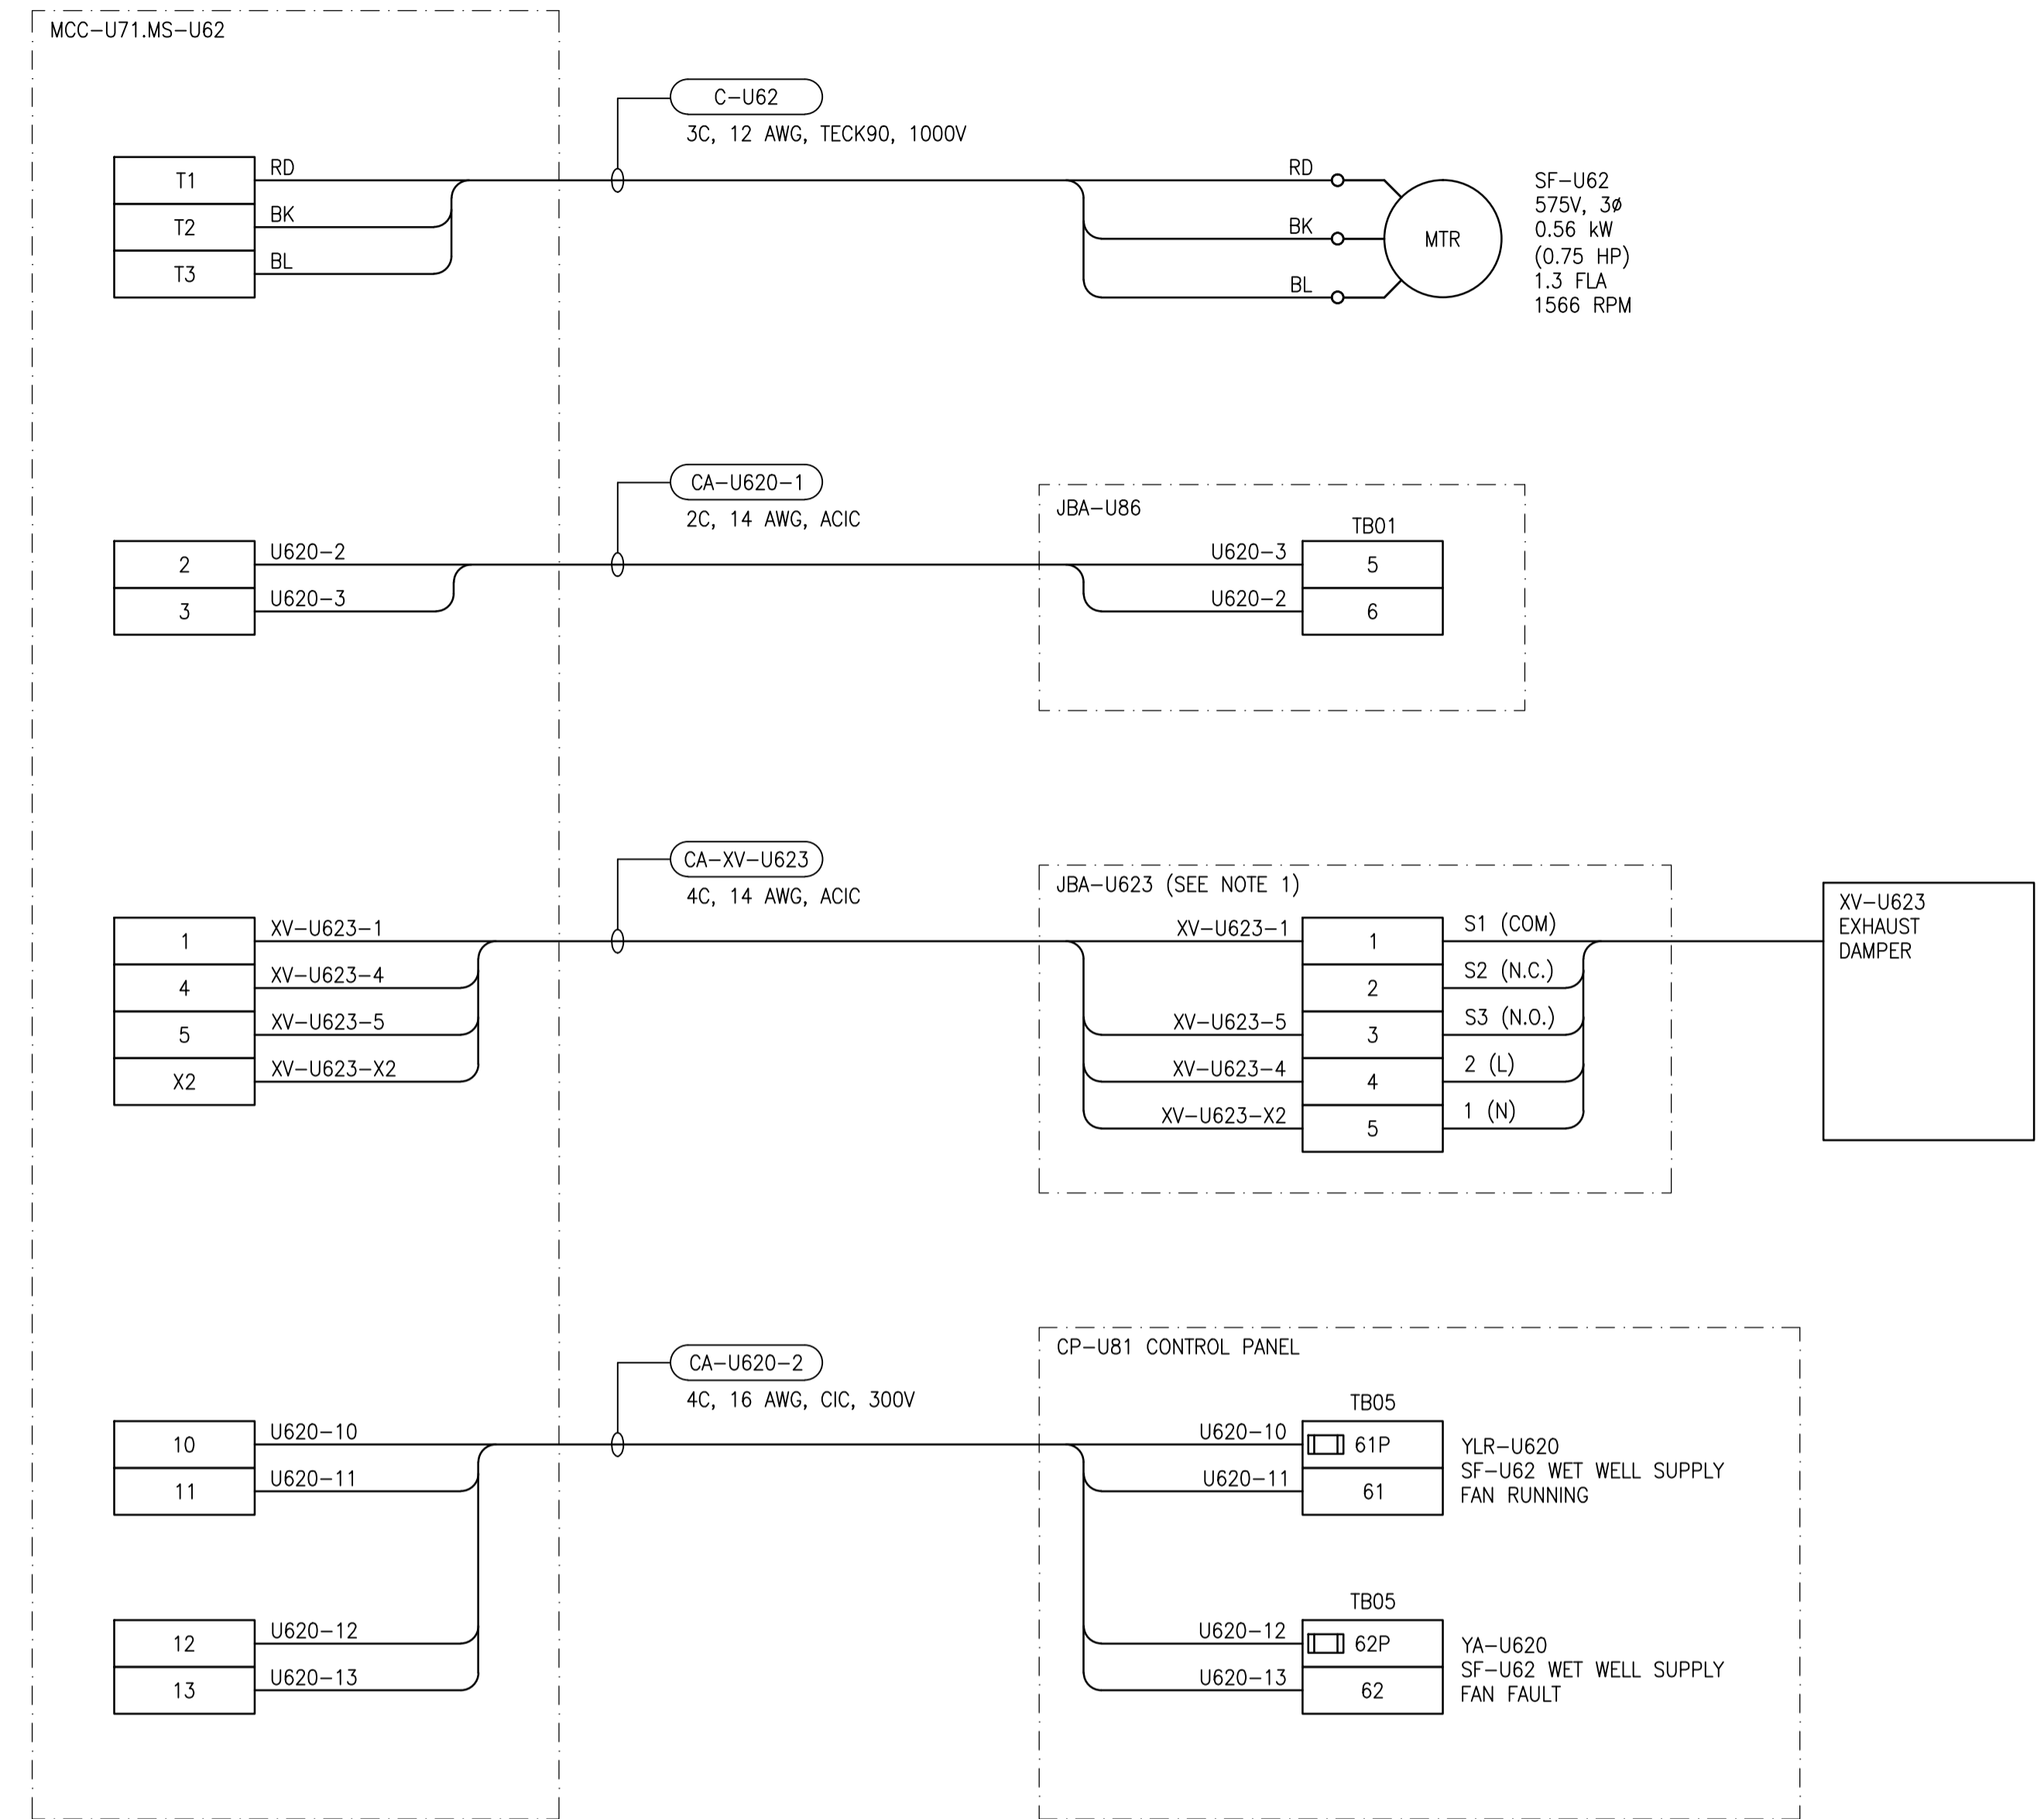 MCC-U71.MS-U62
C-U62
3C, 12 AWG, TECK90, 1000V
T1
RD
T2
BK
T3
BL
RD
BK
BL
MTR
SF-U62
575V, 3ø
0.56 kW
(0.75 HP)
1.3 FLA
1566 RPM
CA-U620-1
2C, 14 AWG, ACIC
2
U620-2
3
U620-3
JBA-U86
TB01
U620-3
5
U620-2
6
CA-XV-U623
4C, 14 AWG, ACIC
1
XV-U623-1
4
XV-U623-4
5
XV-U623-5
X2
XV-U623-X2
JBA-U623 (SEE NOTE 1)
XV-U623-1
1
S1 (COM)
2
S2 (N.C.)
XV-U623-5
3
S3 (N.O.)
XV-U623-4
4
2 (L)
XV-U623-X2
5
1 (N)
XV-U623
EXHAUST
DAMPER
CA-U620-2
4C, 16 AWG, CIC, 300V
10
U620-10
11
U620-11
12
U620-12
13
U620-13
CP-U81 CONTROL PANEL
TB05
U620-10
61P
U620-11
61
YLR-U620
SF-U62 WET WELL SUPPLY
FAN RUNNING
TB05
U620-12
62P
U620-13
62
YA-U620
SF-U62 WET WELL SUPPLY
FAN FAULT